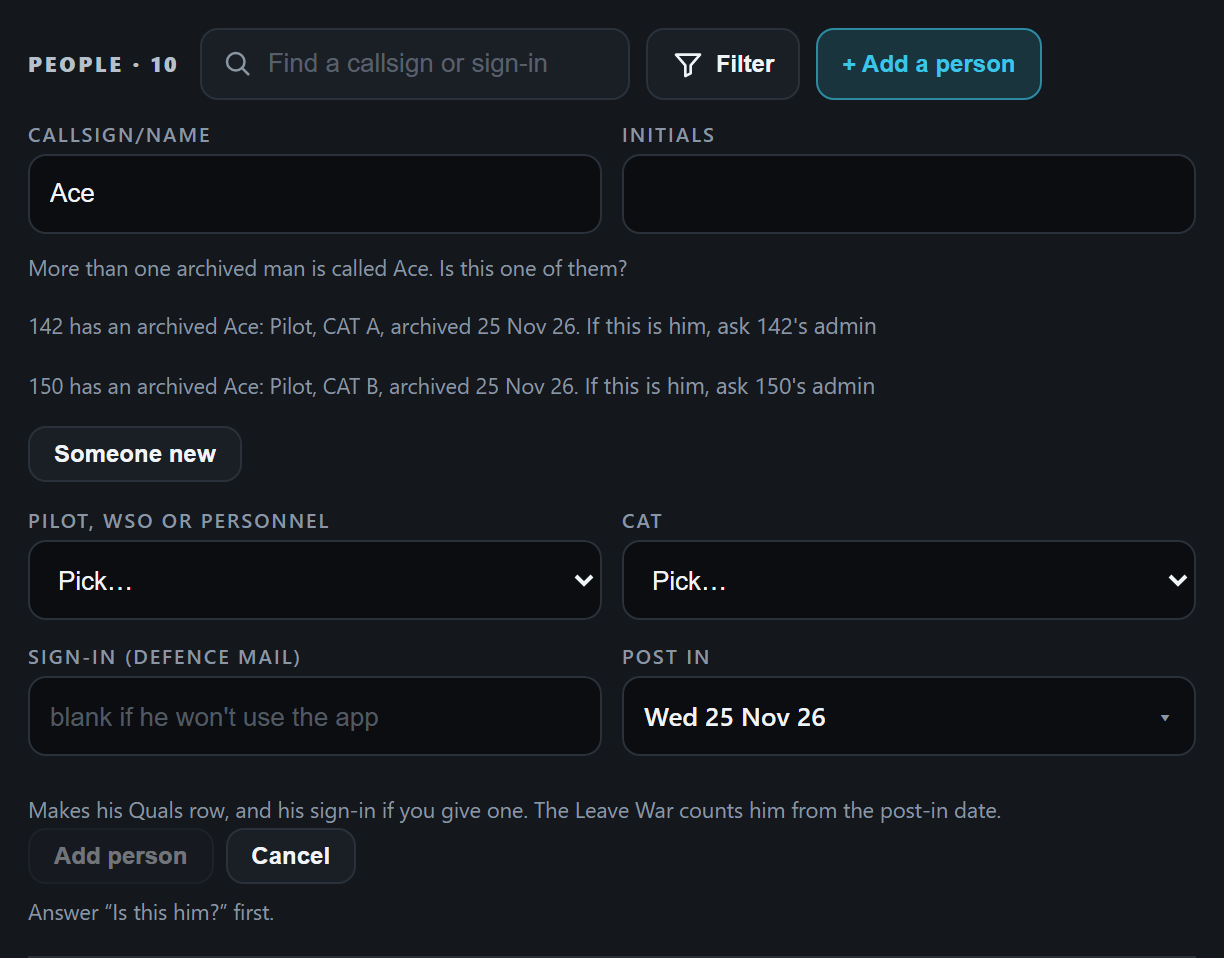 PEOPLE · 10
Find a callsign or sign-in
Filter
+ Add a person
CALLSIGN/NAME
INITIALS
Ace
More than one archived man is called Ace. Is this one of them?
142 has an archived Ace: Pilot, CAT A, archived 25 Nov 26. If this is him, ask 142's admin
150 has an archived Ace: Pilot, CAT B, archived 25 Nov 26. If this is him, ask 150's admin
Someone new
PILOT, WSO OR PERSONNEL
CAT
Pick…
Pick…
SIGN-IN (DEFENCE MAIL)
POST IN
blank if he won't use the app
Wed 25 Nov 26
Makes his Quals row, and his sign-in if you give one. The Leave War counts him from the post-in date.
Add person
Cancel
Answer “Is this him?” first.